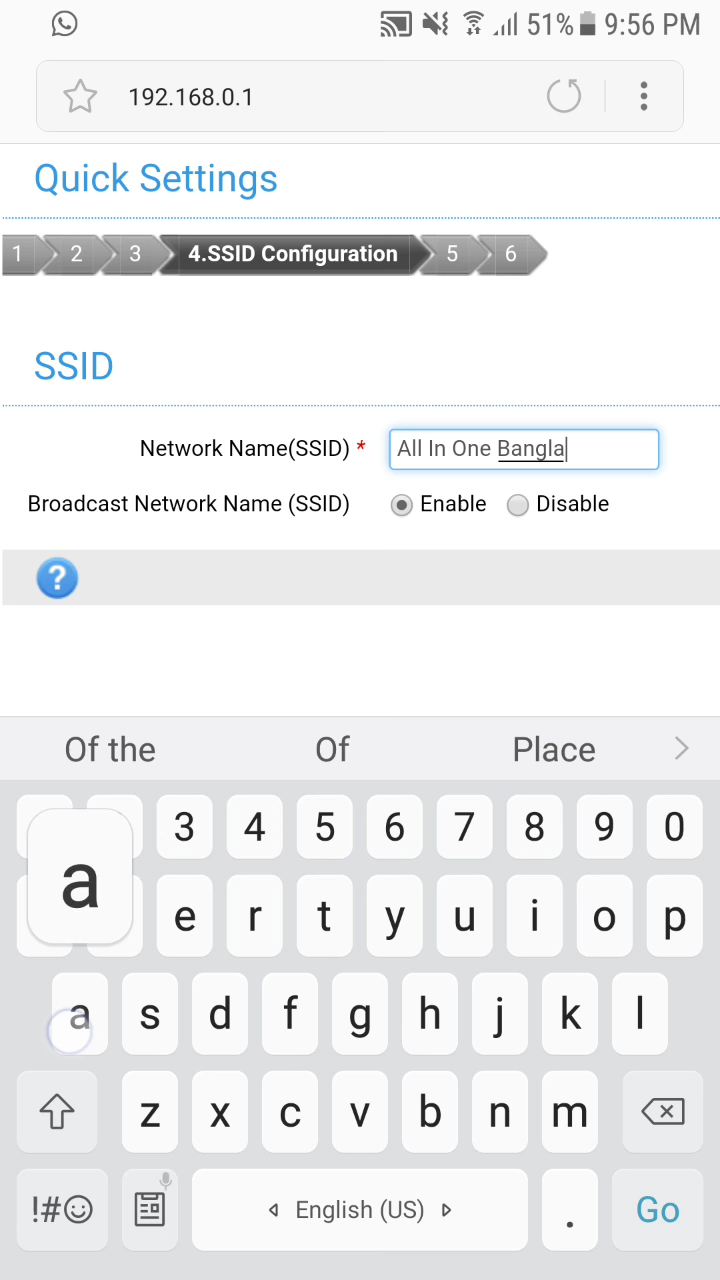 51% 9:56 PM
192.168.0.1
Quick Settings
1 2 3 4.SSID Configuration 5 6
SSID
Network Name(SSID) * All In One Bangla
Broadcast Network Name (SSID) Enable Disable
?
Of the Of Place
3 4 5 6 7 8 9 0
a
e r t y u i o p
a s d f g h j k l
z x c v b n m
!#☺ English (US) . Go